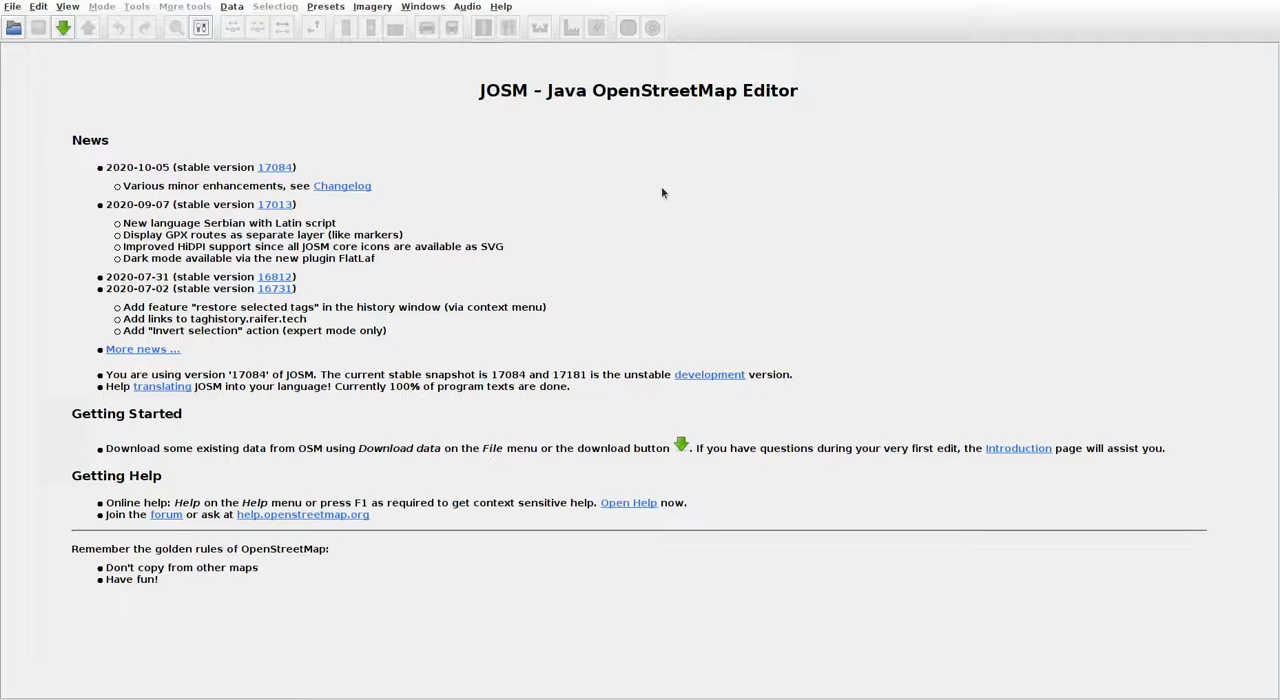 File Edit View Mode Tools More tools Data Selection Presets Imagery Windows Audio Help
JOSM – Java OpenStreetMap Editor
News
2020-10-05 (stable version 17084)
Various minor enhancements, see Changelog
2020-09-07 (stable version 17013)
New language Serbian with Latin script
Display GPX routes as separate layer (like markers)
Improved HiDPI support since all JOSM core icons are available as SVG
Dark mode available via the new plugin FlatLaf
2020-07-31 (stable version 16812)
2020-07-02 (stable version 16731)
Add feature "restore selected tags" in the history window (via context menu)
Add links to taghistory.raifer.tech
Add "Invert selection" action (expert mode only)
More news ...
You are using version '17084' of JOSM. The current stable snapshot is 17084 and 17181 is the unstable development version.
Help translating JOSM into your language! Currently 100% of program texts are done.
Getting Started
Download some existing data from OSM using Download data on the File menu or the download button . If you have questions during your very first edit, the Introduction page will assist you.
Getting Help
Online help: Help on the Help menu or press F1 as required to get context sensitive help. Open Help now.
Join the forum or ask at help.openstreetmap.org
Remember the golden rules of OpenStreetMap:
Don't copy from other maps
Have fun!